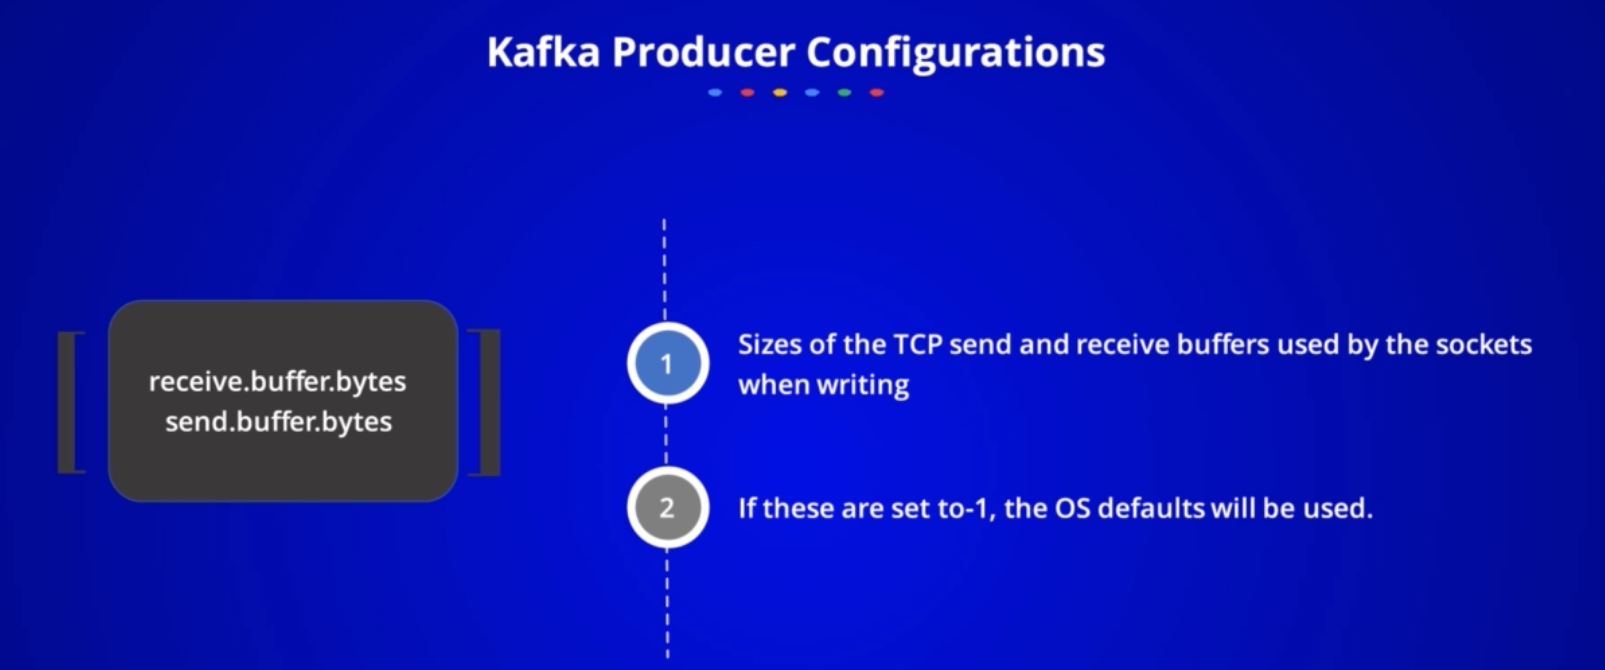 Kafka Producer Configurations
receive.buffer.bytes
send.buffer.bytes
1
Sizes of the TCP send and receive buffers used by the sockets
when writing
2
If these are set to-1, the OS defaults will be used.